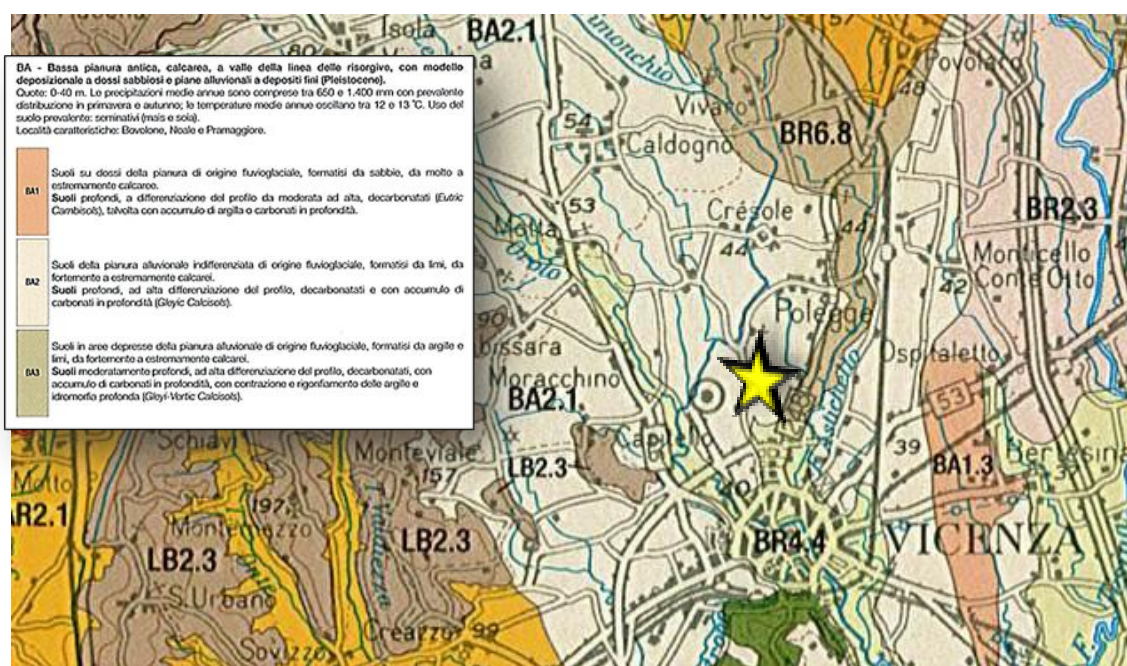 BA - Bassa pianura antica, calcarea, a valle della linea delle risorgive, con modello
deposizionale a dossi sabbiosi e piane alluvionali a depositi fini (Pleistocene).
Quote: 0-40 m. Le precipitazioni medie annue sono comprese tra 650 e 1.400 mm con prevalente
distribuzione in primavera e autunno; le temperature medie annue oscillano tra 12 e 13 °C. Uso del
suolo prevalente: seminativi (mais e soia).
Località caratteristiche: Bovolone, Noale e Pramaggiore.
BA1
Suoli su dossi della pianura di origine fluvioglaciale, formatisi da sabbie, da molto a
estremamente calcaree.
Suoli profondi, a differenziazione del profilo da moderata ad alta, decarbonatati (Eutric
Cambisols), talvolta con accumulo di argilla o carbonati in profondità.
BA2
Suoli della pianura alluvionale indifferenziata di origine fluvioglaciale, formatisi da limi, da
fortemente a estremamente calcarei.
Suoli profondi, ad alta differenziazione del profilo, decarbonatati e con accumulo di
carbonati in profondità (Gleyic Calcisols).
BA3
Suoli in aree depresse della pianura alluvionale di origine fluvioglaciale, formatisi da argille e
limi, da fortemente a estremamente calcarei.
Suoli moderatamente profondi, ad alta differenziazione del profilo, decarbonatati, con
accumulo di carbonati in profondità, con contrazione e rigonfiamento delle argille e
idromorfia profonda (Gleyi-Vertic Calcisols).
Isola
BA2.1
80
57
Povolaro
48
Vivaro
54
Caldogno
BR6.8
53
Motta
Crésole
44
44
BR2.3
Orolo
Monticello
Conte Otto
42
Polegge
90
Ospitaletto
Moracchino
BA2.1
Astichello
53
Schiavi
Monteviale
157
Capitello
LB2.3
39
BA1.3
Bertesina
Motto
197
AR2.1
Montemezzo
LB2.3
LB2.3
BR4.4
VICENZA
S.Urbano
Creazzo
99
Sovizzo